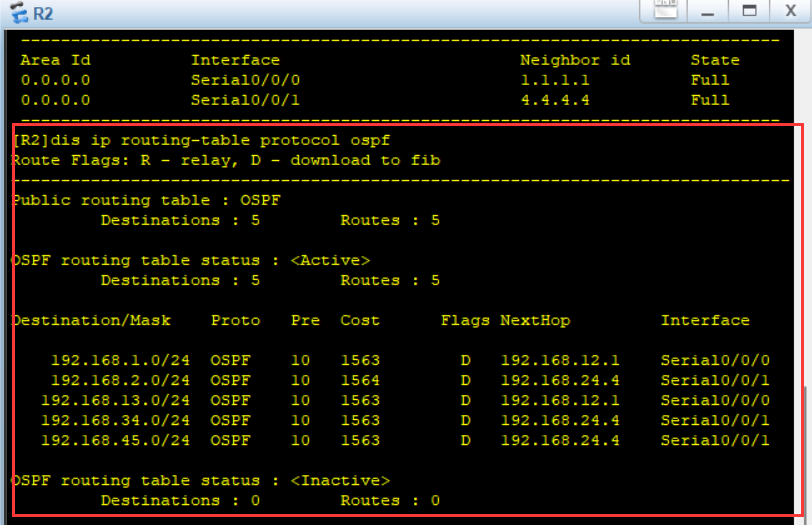 R2
Area Id Interface Neighbor id State
0.0.0.0 Serial0/0/0 1.1.1.1 Full
0.0.0.0 Serial0/0/1 4.4.4.4 Full
[R2]dis ip routing-table protocol ospf
Route Flags: R - relay, D - download to fib
Public routing table : OSPF
Destinations : 5 Routes : 5
OSPF routing table status : <Active>
Destinations : 5 Routes : 5
Destination/Mask Proto Pre Cost Flags NextHop Interface
192.168.1.0/24 OSPF 10 1563 D 192.168.12.1 Serial0/0/0
192.168.2.0/24 OSPF 10 1564 D 192.168.24.4 Serial0/0/1
192.168.13.0/24 OSPF 10 1563 D 192.168.12.1 Serial0/0/0
192.168.34.0/24 OSPF 10 1563 D 192.168.24.4 Serial0/0/1
192.168.45.0/24 OSPF 10 1563 D 192.168.24.4 Serial0/0/1
OSPF routing table status : <Inactive>
Destinations : 0 Routes : 0